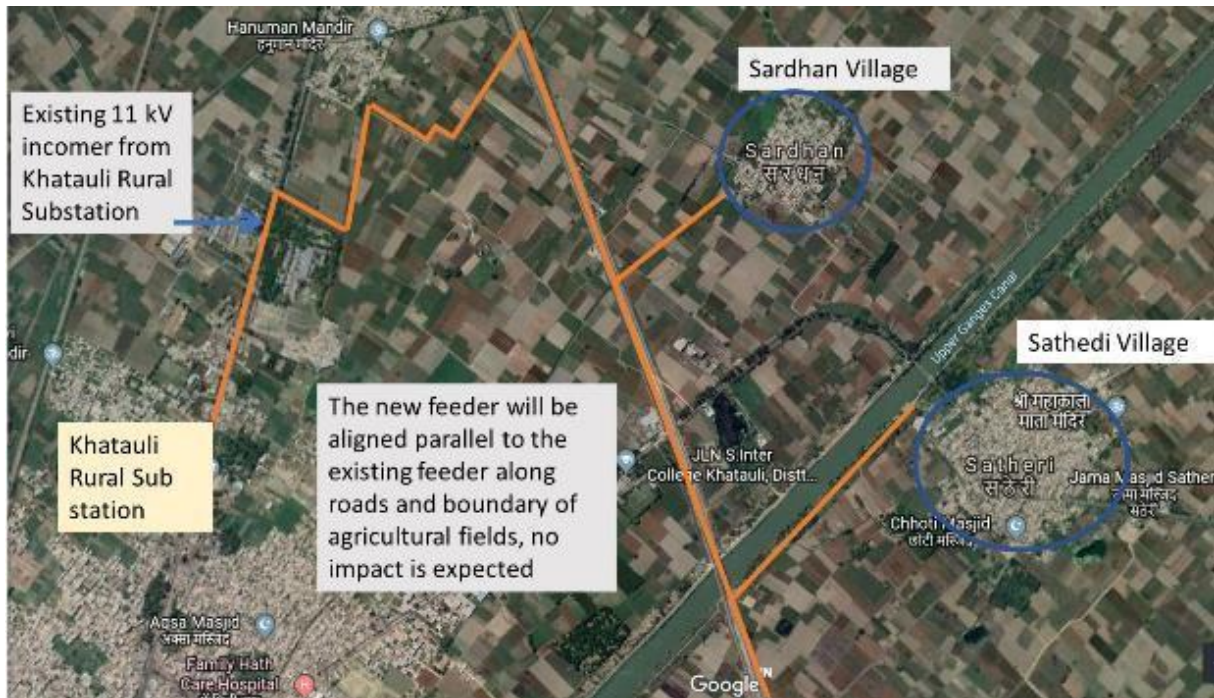 Hanuman Mandir
हनुमान मंदिर
Sardhan Village
Existing 11 kV
incomer from
Khatauli Rural
Substation
Sardhan
सरधन
Upper Ganges Canal
Sathedi Village
dir
The new feeder will be
aligned parallel to the
existing feeder along
roads and boundary of
agricultural fields, no
impact is expected
श्री महाकाली
माता मंदिर
Khatauli
Rural Sub
station
JLN S Inter
College Khatauli, Distt...
Satheri
सठेरी
Jama Masjid Sather
जामा मस्जिद
सठेर
Chhoti Masjid
छोटी मस्जिद
Aqsa Masjid
अक्सा मस्जिद
Family Hath
Care Hospital
Google